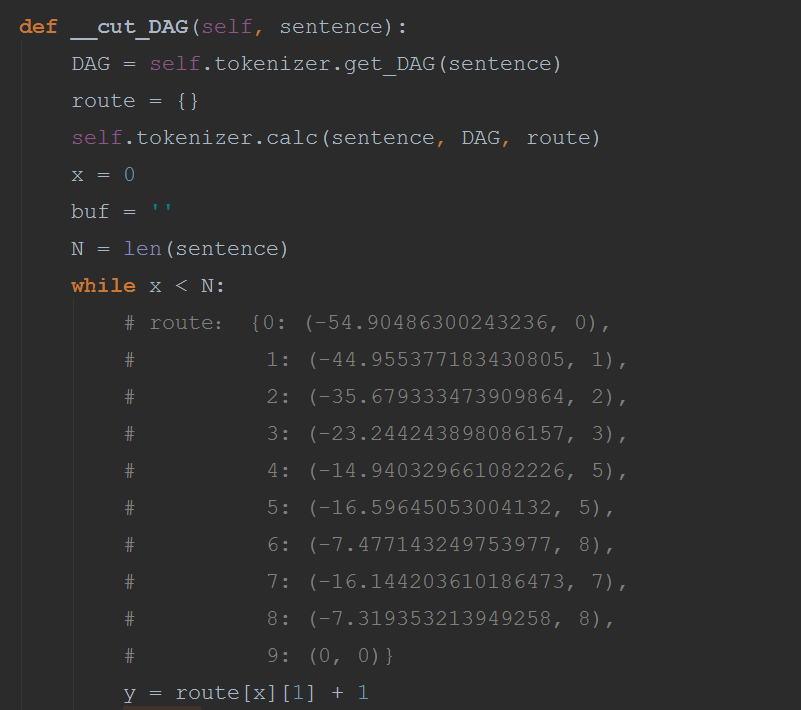 def __cut_DAG(self, sentence):
    DAG = self.tokenizer.get_DAG(sentence)
    route = {}
    self.tokenizer.calc(sentence, DAG, route)
    x = 0
    buf = ''
    N = len(sentence)
    while x < N:
        # route： {0: (-54.90486300243236, 0),
        #          1: (-44.955377183430805, 1),
        #          2: (-35.679333473909864, 2),
        #          3: (-23.244243898086157, 3),
        #          4: (-14.940329661082226, 5),
        #          5: (-16.59645053004132, 5),
        #          6: (-7.477143249753977, 8),
        #          7: (-16.144203610186473, 7),
        #          8: (-7.319353213949258, 8),
        #          9: (0, 0)}
        y = route[x][1] + 1